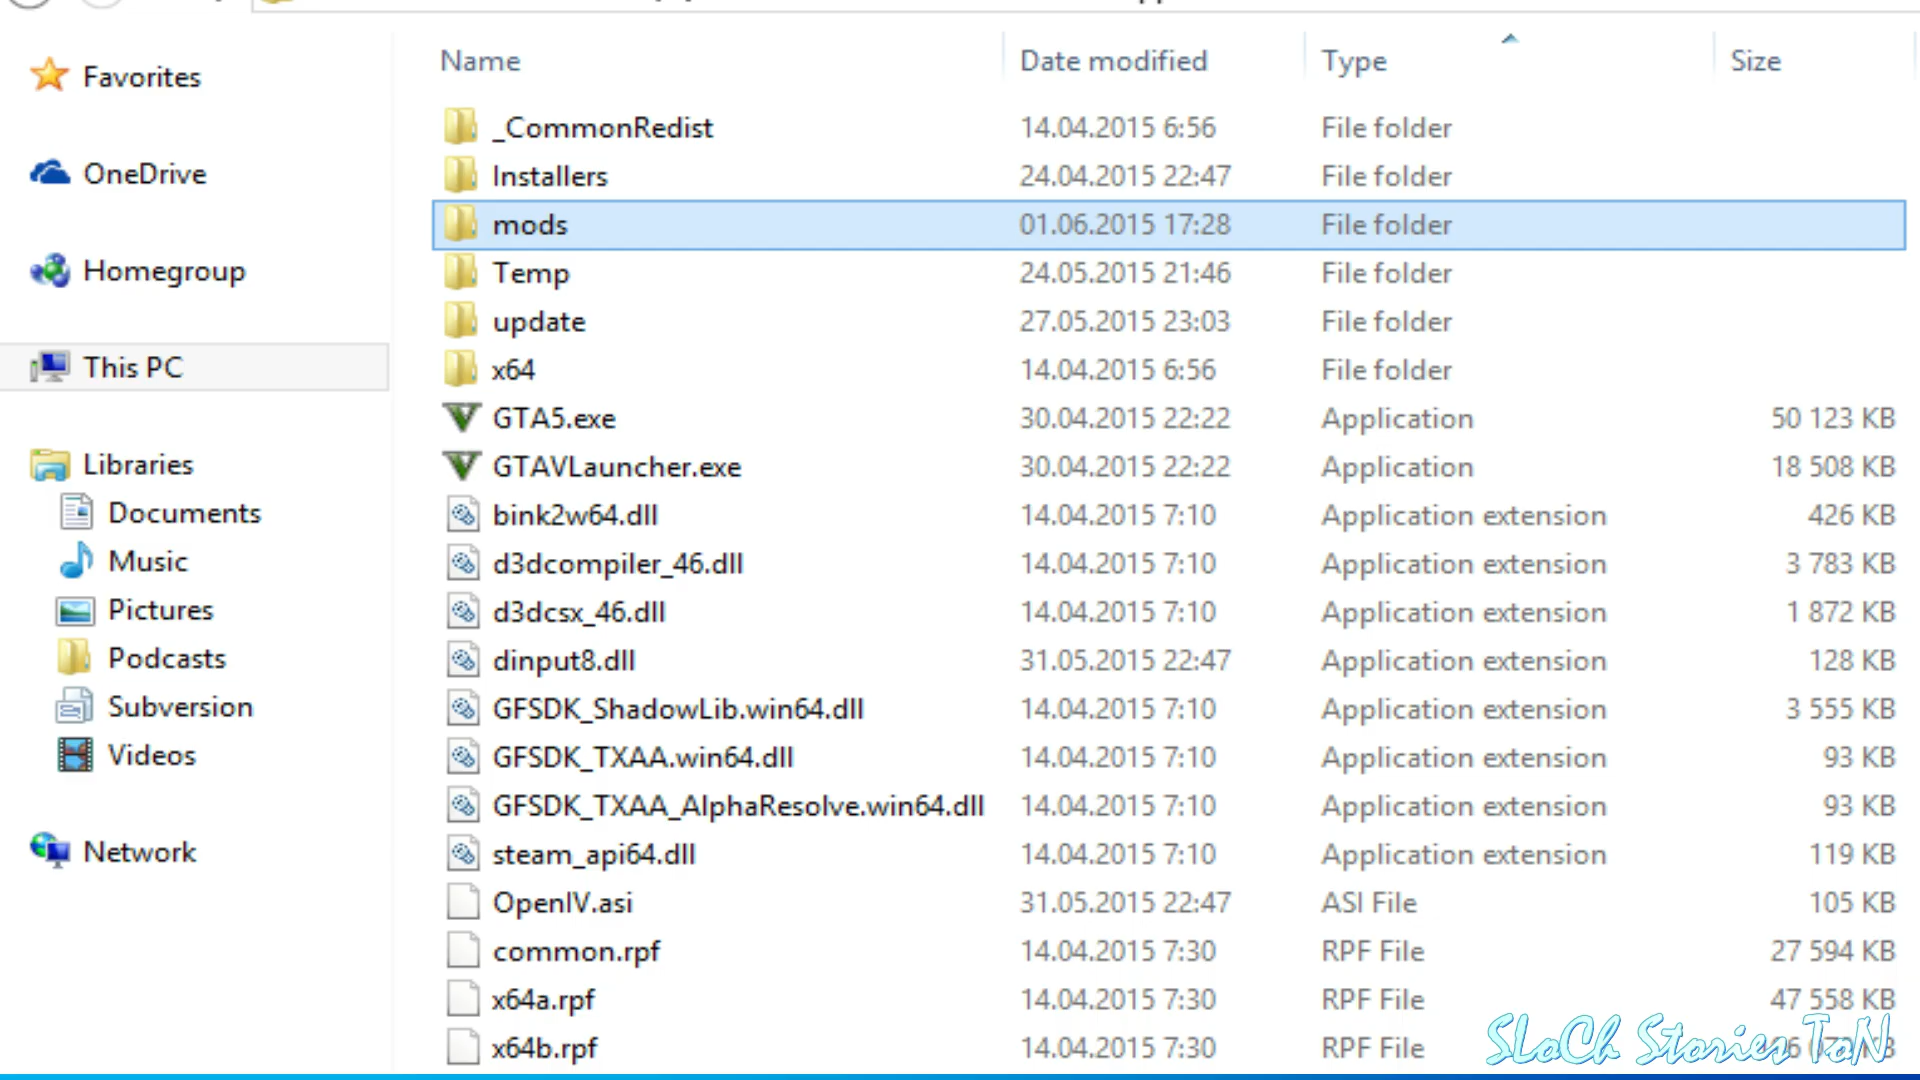 Name Date modified Type Size
Favorites
_CommonRedist 14.04.2015 6:56 File folder
OneDrive
Installers 24.04.2015 22:47 File folder
mods 01.06.2015 17:28 File folder
Homegroup
Temp 24.05.2015 21:46 File folder
update 27.05.2015 23:03 File folder
This PC
x64 14.04.2015 6:56 File folder
GTA5.exe 30.04.2015 22:22 Application 50 123 KB
Libraries
GTAVLauncher.exe 30.04.2015 22:22 Application 18 508 KB
Documents
bink2w64.dll 14.04.2015 7:10 Application extension 426 KB
Music
d3dcompiler_46.dll 14.04.2015 7:10 Application extension 3 783 KB
Pictures
d3dcsx_46.dll 14.04.2015 7:10 Application extension 1 872 KB
Podcasts
dinput8.dll 31.05.2015 22:47 Application extension 128 KB
Subversion
GFSDK_ShadowLib.win64.dll 14.04.2015 7:10 Application extension 3 555 KB
Videos
GFSDK_TXAA.win64.dll 14.04.2015 7:10 Application extension 93 KB
GFSDK_TXAA_AlphaResolve.win64.dll 14.04.2015 7:10 Application extension 93 KB
Network
steam_api64.dll 14.04.2015 7:10 Application extension 119 KB
OpenIV.asi 31.05.2015 22:47 ASI File 105 KB
common.rpf 14.04.2015 7:30 RPF File 27 594 KB
x64a.rpf 14.04.2015 7:30 RPF File 47 558 KB
x64b.rpf 14.04.2015 7:30 RPF File
SLoCh Stories ToN